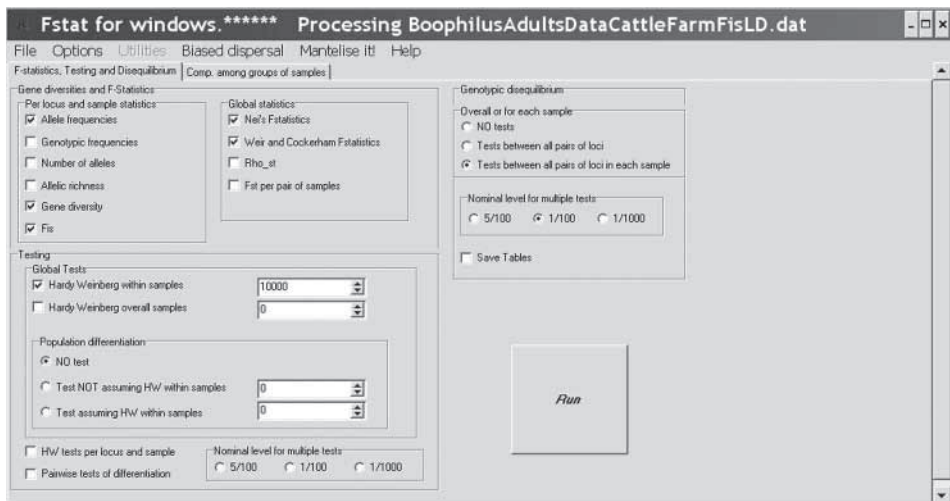 Fstat for windows.****** Processing BoophilusAdultsDataCattleFarmFisLD.dat
File Options Utilities Biased dispersal Mantelise it! Help
F-statistics, Testing and Disequilibrium Comp. among groups of samples
Gene diversities and F-Statistics
Per locus and sample statistics
Allele frequencies
Genotypic frequencies
Number of alleles
Allelic richness
Gene diversity
Fis
Global statistics
Nei's Fstatistics
Weir and Cockerham Fstatistics
Rho_st
Fst per pair of samples
Genotypic disequilibrium
Overall or for each sample
NO tests
Tests between all pairs of loci
Tests between all pairs of loci in each sample
Nominal level for multiple tests
5/100 1/100 1/1000
Save Tables
Testing
Global Tests
Hardy Weinberg within samples 10000
Hardy Weinberg overall samples 0
Population differentiation
NO test
Test NOT assuming HW within samples 0
Test assuming HW within samples 0
HW tests per locus and sample
Pairwise tests of differentiation
Nominal level for multiple tests
5/100 1/100 1/1000
Run